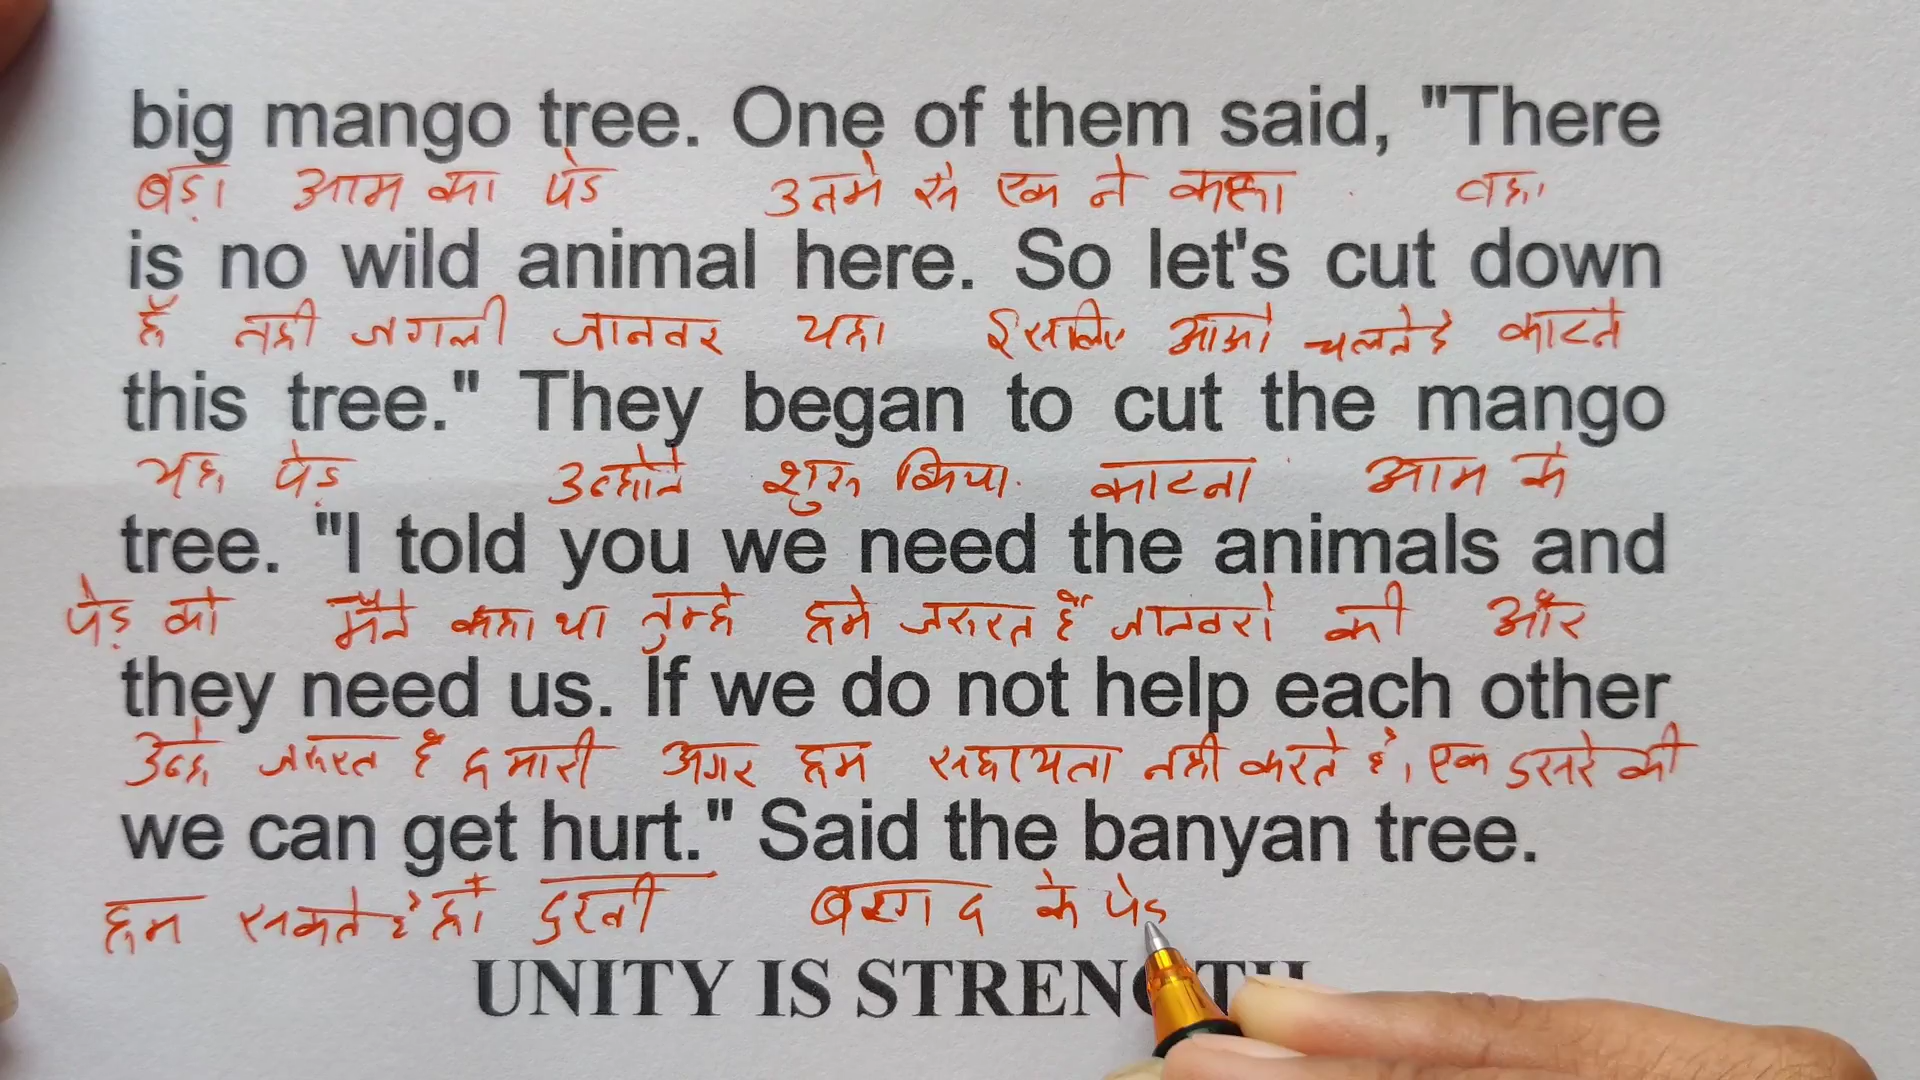 big mango tree. One of them said, "There
बड़ा आम का पेड उनमे से एक ने कहा वहा
is no wild animal here. So let's cut down
है नही जगली जानवर यहा इसलिए आओ चलते है काटने
this tree." They began to cut the mango
यह पेड़ उन्होने शुरू किया काटना आम के
tree. "I told you we need the animals and
पेड़ को मैंने कहा था तुम्हे हमे जरूरत है जानवरो की और
they need us. If we do not help each other
उन्हे जरूरत है हमारी अगर हम सहायता नही करते है, एक दुसरे की
we can get hurt." Said the banyan tree.
हम सकते है हो दुखी बरगद के पेड
UNITY IS STRENGTH